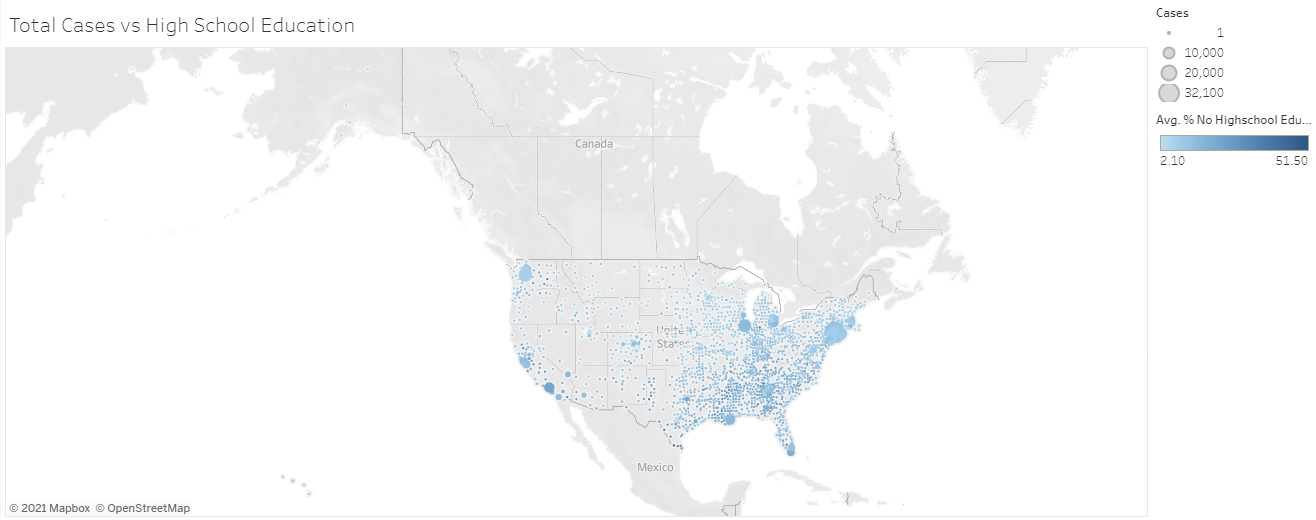 Total Cases vs High School Education
Cases
1
10,000
20,000
32,100
Avg. % No Highschool Edu...
2.10 51.50
Canada
United
States
Mexico
© 2021 Mapbox © OpenStreetMap